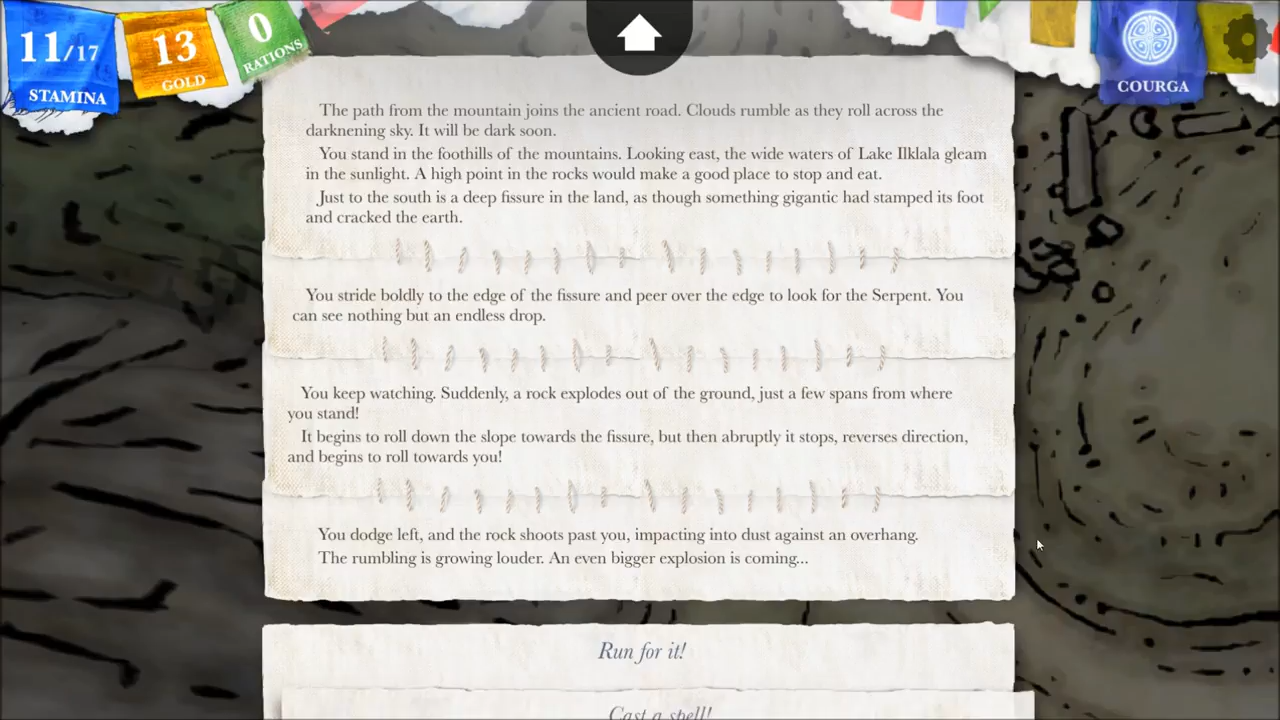 11/17
STAMINA
13
GOLD
0
RATIONS
COURGA
The path from the mountain joins the ancient road. Clouds rumble as they roll across the
darknening sky. It will be dark soon.
You stand in the foothills of the mountains. Looking east, the wide waters of Lake Ilklala gleam
in the sunlight. A high point in the rocks would make a good place to stop and eat.
Just to the south is a deep fissure in the land, as though something gigantic had stamped its foot
and cracked the earth.
You stride boldly to the edge of the fissure and peer over the edge to look for the Serpent. You
can see nothing but an endless drop.
You keep watching. Suddenly, a rock explodes out of the ground, just a few spans from where
you stand!
It begins to roll down the slope towards the fissure, but then abruptly it stops, reverses direction,
and begins to roll towards you!
You dodge left, and the rock shoots past you, impacting into dust against an overhang.
The rumbling is growing louder. An even bigger explosion is coming...
Run for it!
Cast a spell!